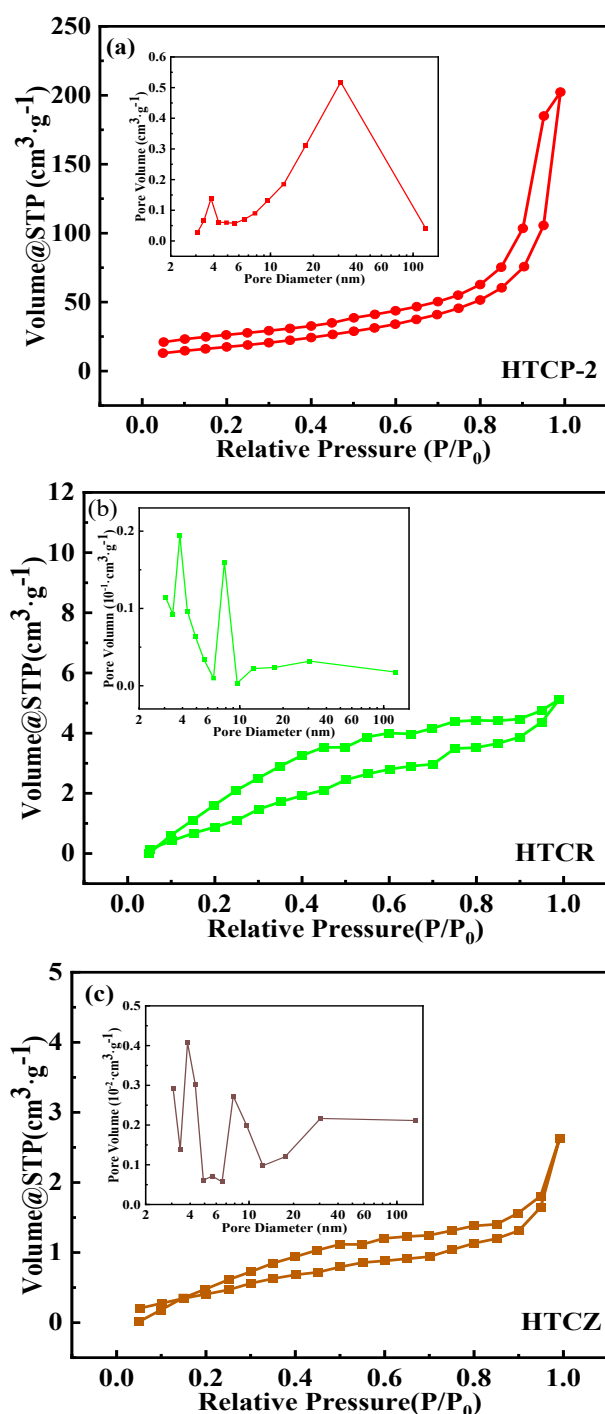 (a)
Volume@STP (cm³·g⁻¹)
250
200
150
100
50
0
Pore Volume (cm³·g⁻¹)
0.6
0.5
0.4
0.3
0.2
0.1
0.0
2 4 6 8 10 20 40 60 100
Pore Diameter (nm)
HTCP-2
0.0 0.2 0.4 0.6 0.8 1.0
Relative Pressure (P/P₀)
(b)
Volume@STP(cm³·g⁻¹)
12
10
8
6
4
2
0
Pore Volumn (10⁻¹·cm³·g⁻¹)
0.2
0.1
0.0
2 4 6 8 10 20 40 60 100
Pore Diameter (nm)
HTCR
0.0 0.2 0.4 0.6 0.8 1.0
Relative Pressure(P/P₀)
(c)
Volume@STP(cm³·g⁻¹)
5
4
3
2
1
0
Pore Volume (10⁻²·cm³·g⁻¹)
0.5
0.4
0.3
0.2
0.1
0.0
2 4 6 8 10 20 40 60 100
Pore Diameter (nm)
HTCZ
0.0 0.2 0.4 0.6 0.8 1.0
Relative Pressure(P/P₀)